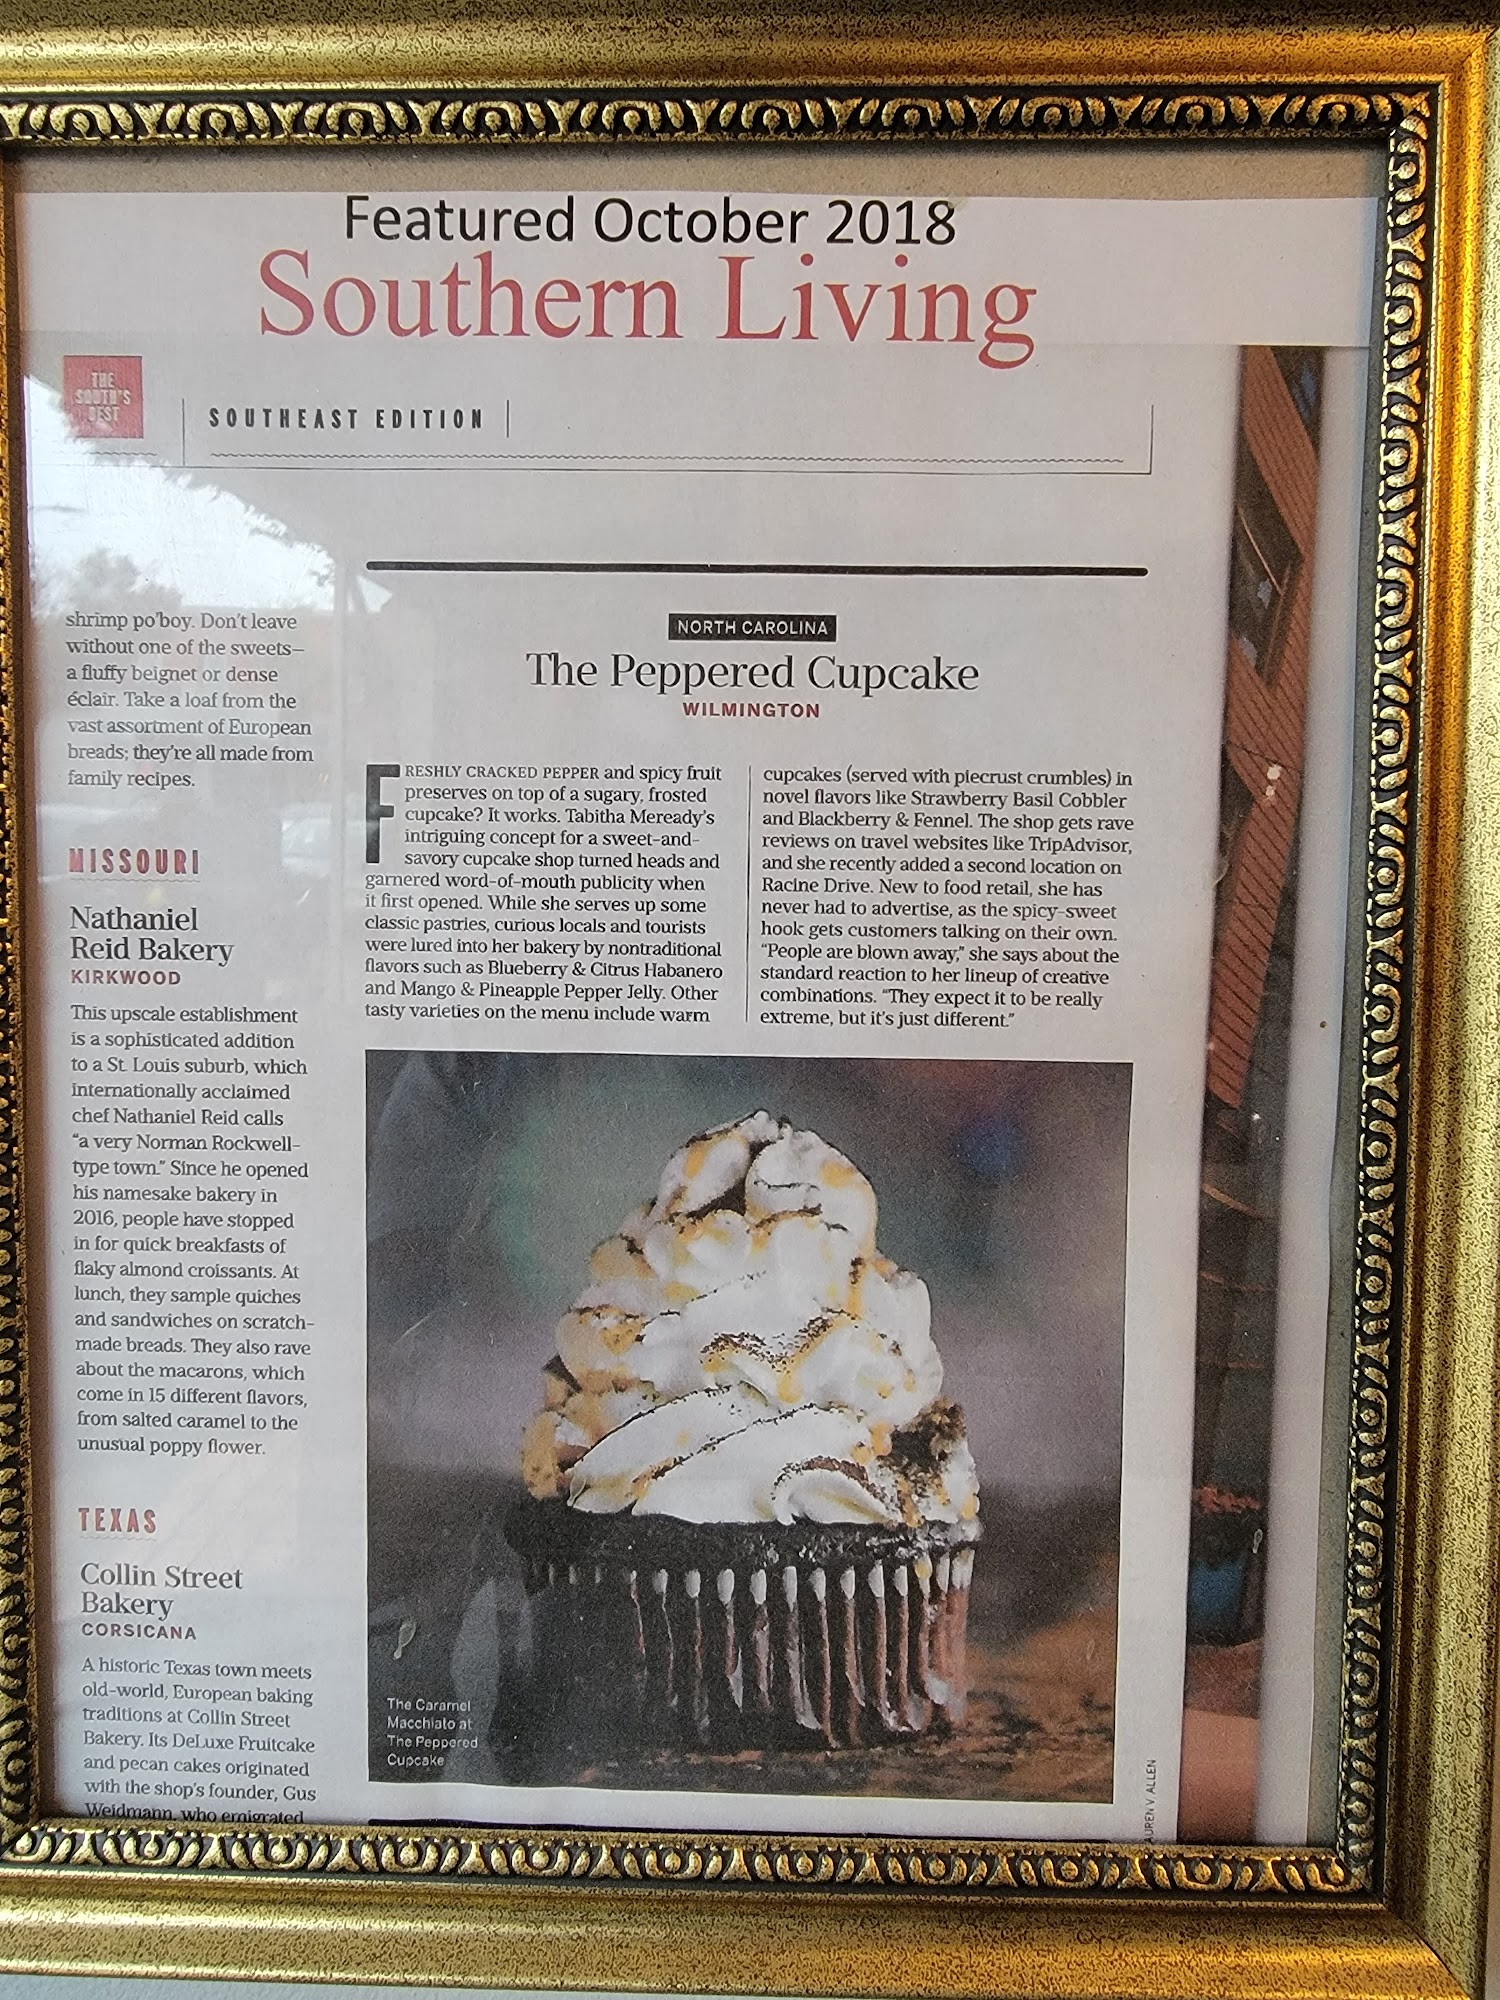 Featured October 2018
Southern Living
THE
SOUTH'S
BEST
SOUTHEAST EDITION
shrimp po'boy. Don't leave
without one of the sweets—
a fluffy beignet or dense
éclair. Take a loaf from the
vast assortment of European
breads; they're all made from
family recipes.
MISSOURI
Nathaniel
Reid Bakery
KIRKWOOD
This upscale establishment
is a sophisticated addition
to a St. Louis suburb, which
internationally acclaimed
chef Nathaniel Reid calls
"a very Norman Rockwell-
type town." Since he opened
his namesake bakery in
2016, people have stopped
in for quick breakfasts of
flaky almond croissants. At
lunch, they sample quiches
and sandwiches on scratch-
made breads. They also rave
about the macarons, which
come in 15 different flavors,
from salted caramel to the
unusual poppy flower.
TEXAS
Collin Street
Bakery
CORSICANA
A historic Texas town meets
old-world, European baking
traditions at Collin Street
Bakery. Its DeLuxe Fruitcake
and pecan cakes originated
with the shop's founder, Gus
Weidmann, who emigrated
NORTH CAROLINA
The Peppered Cupcake
WILMINGTON
FRESHLY CRACKED PEPPER and spicy fruit
preserves on top of a sugary, frosted
cupcake? It works. Tabitha Meready's
intriguing concept for a sweet-and-
savory cupcake shop turned heads and
garnered word-of-mouth publicity when
it first opened. While she serves up some
classic pastries, curious locals and tourists
were lured into her bakery by nontraditional
flavors such as Blueberry & Citrus Habanero
and Mango & Pineapple Pepper Jelly. Other
tasty varieties on the menu include warm
cupcakes (served with piecrust crumbles) in
novel flavors like Strawberry Basil Cobbler
and Blackberry & Fennel. The shop gets rave
reviews on travel websites like TripAdvisor,
and she recently added a second location on
Racine Drive. New to food retail, she has
never had to advertise, as the spicy-sweet
hook gets customers talking on their own.
"People are blown away," she says about the
standard reaction to her lineup of creative
combinations. "They expect it to be really
extreme, but it's just different."
The Caramel
Macchiato at
The Peppered
Cupcake
AUREN V. ALLEN